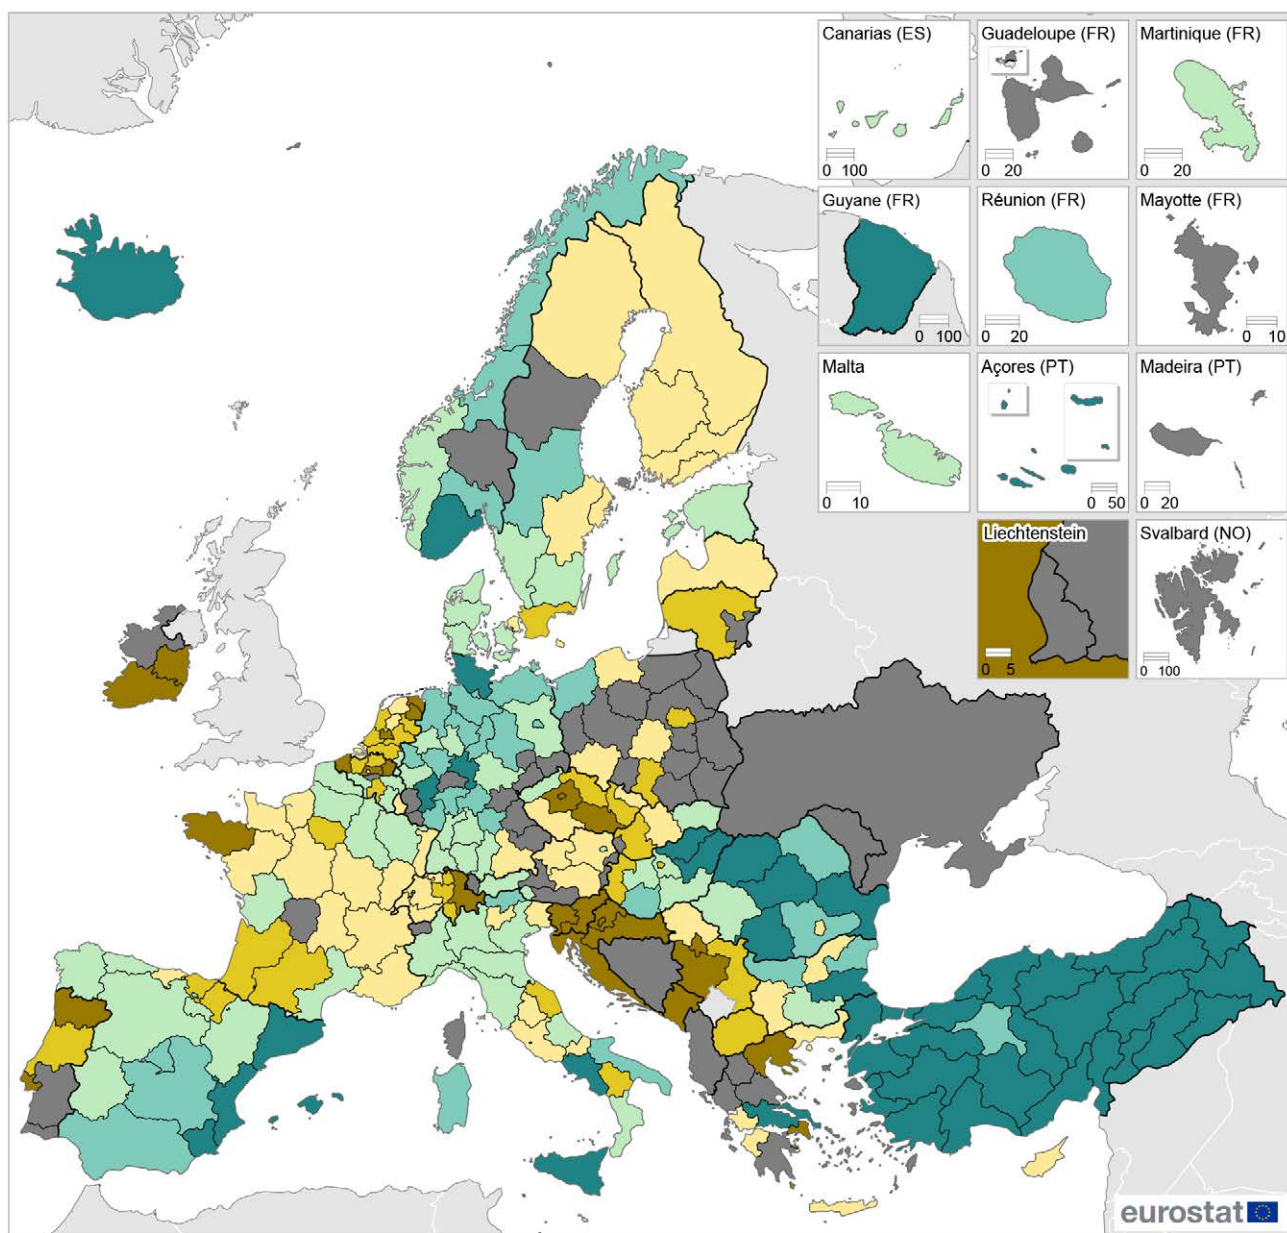 Canarias (ES)
0 100
Guadeloupe (FR)
0 20
Martinique (FR)
0 20
Guyane (FR)
0 100
Réunion (FR)
0 20
Mayotte (FR)
0 10
Malta
0 10
Açores (PT)
0 50
Madeira (PT)
0 20
Liechtenstein
0 5
Svalbard (NO)
0 100
eurostat